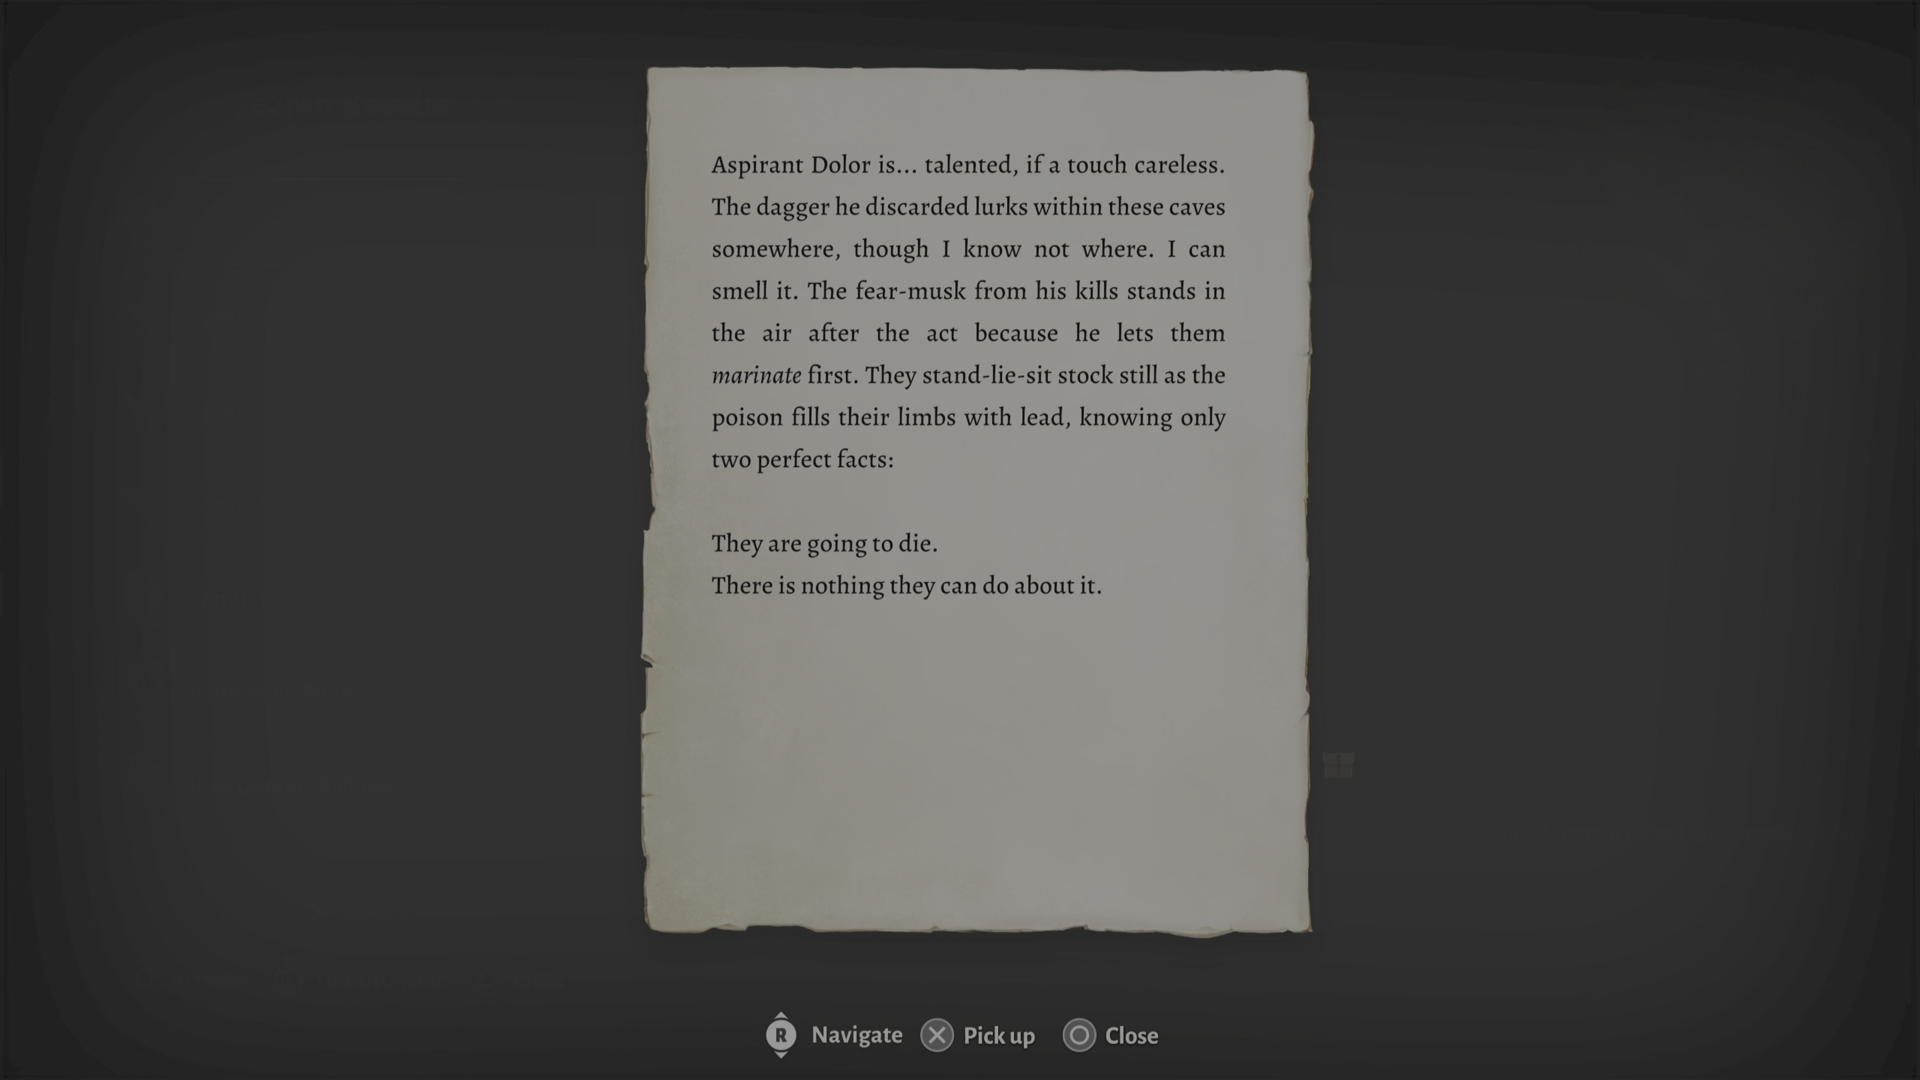 Aspirant Dolor is... talented, if a touch careless.
The dagger he discarded lurks within these caves
somewhere, though I know not where. I can
smell it. The fear-musk from his kills stands in
the air after the act because he lets them
marinate first. They stand-lie-sit stock still as the
poison fills their limbs with lead, knowing only
two perfect facts:
They are going to die.
There is nothing they can do about it.
R Navigate Pick up Close